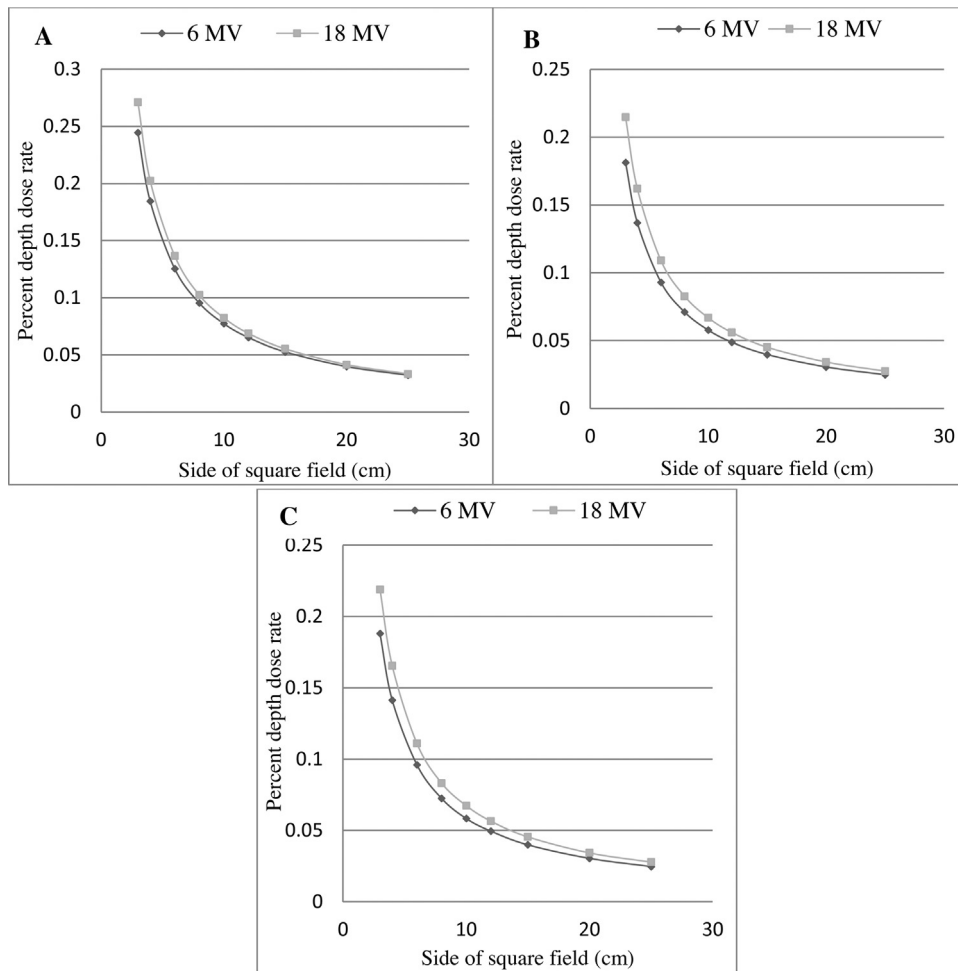 A
6 MV 18 MV
Percent depth dose rate
0.3
0.25
0.2
0.15
0.1
0.05
0
0 10 20 30
Side of square field (cm)
B
6 MV 18 MV
Percent depth dose rate
0.25
0.2
0.15
0.1
0.05
0
0 10 20 30
Side of square field (cm)
C
6 MV 18 MV
Percent depth dose rate
0.25
0.2
0.15
0.1
0.05
0
0 10 20 30
Side of square field (cm)